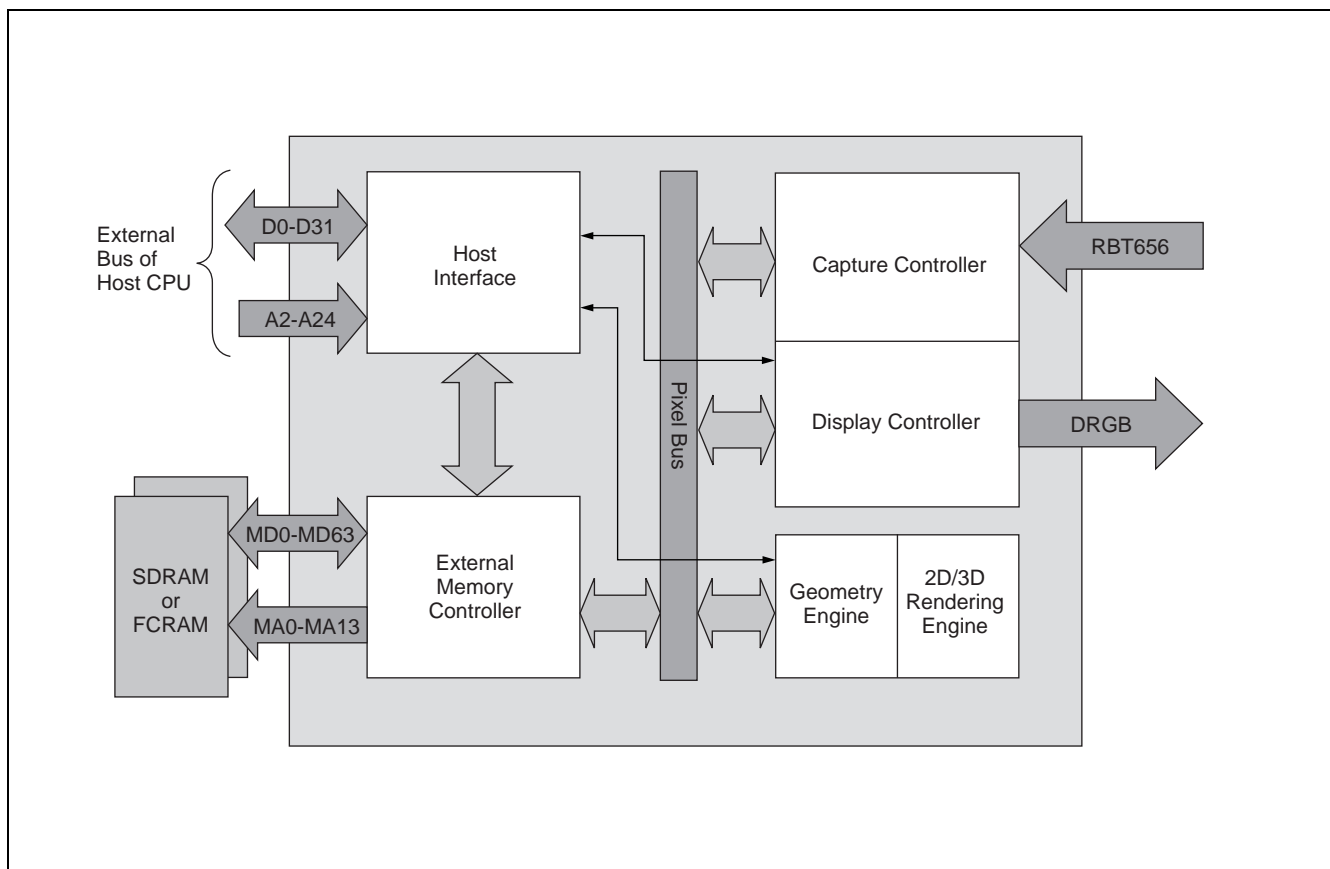 External
Bus of
Host CPU
D0-D31
A2-A24
Host
Interface
Capture Controller
RBT656
Pixel Bus
Display Controller
DRGB
SDRAM
or
FCRAM
MD0-MD63
MA0-MA13
External
Memory
Controller
Geometry
Engine
2D/3D
Rendering
Engine